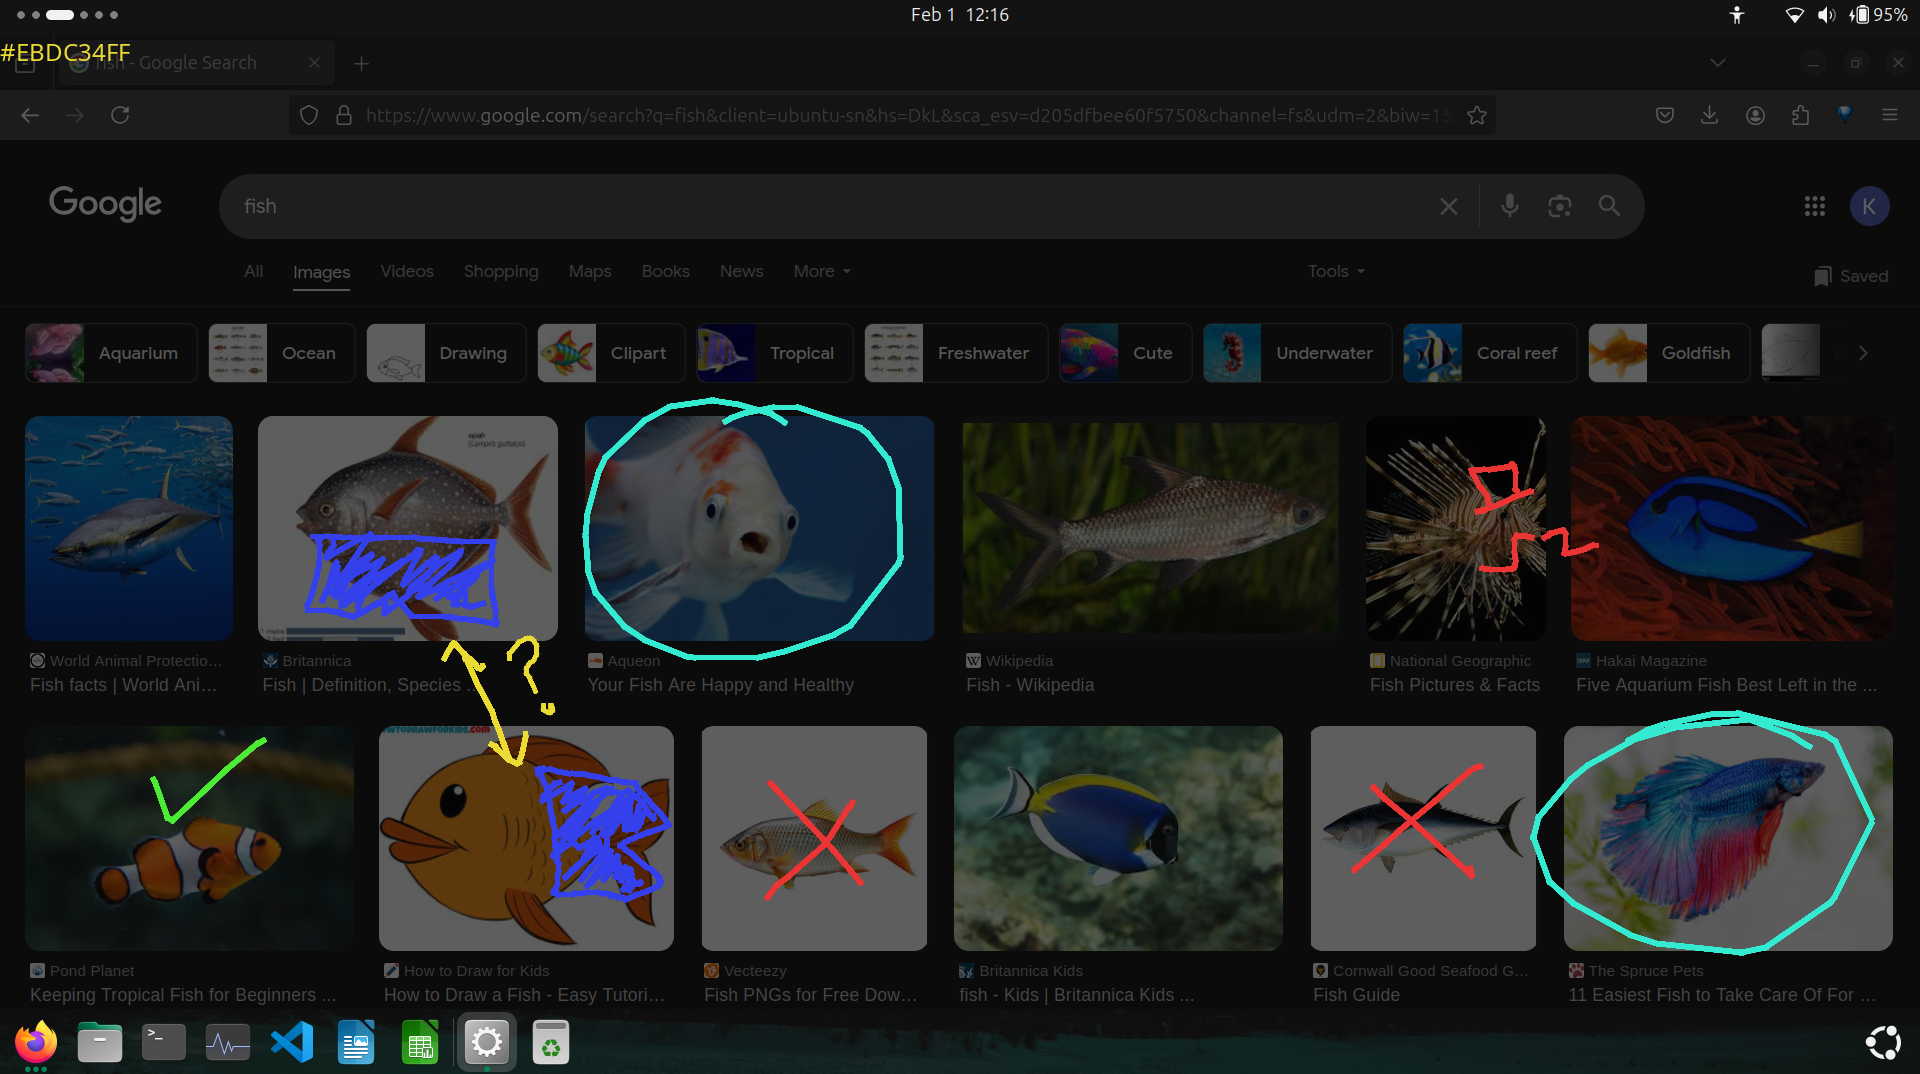 Feb 1 12:16
95%
#EBDC34FF
fish - Google Search
https://www.google.com/search?q=fish&client=ubuntu-sn&hs=DkL&sca_esv=d205dfbee60f5750&channel=fs&udm=2&biw=15
Google
fish
K
All Images Videos Shopping Maps Books News More Tools
Saved
Aquarium Ocean Drawing Clipart Tropical Freshwater Cute Underwater Coral reef Goldfish
opah
(Lampris guttatus)
?
World Animal Protectio... Britannica Aqueon Wikipedia National Geographic Hakai Magazine
Fish facts | World Ani... Fish | Definition, Species ... Your Fish Are Happy and Healthy Fish - Wikipedia Fish Pictures & Facts Five Aquarium Fish Best Left in the ...
WTODRAWFORKIDS.COM
Pond Planet How to Draw for Kids Vecteezy Britannica Kids Cornwall Good Seafood G... The Spruce Pets
Keeping Tropical Fish for Beginners ... How to Draw a Fish - Easy Tutori... Fish PNGs for Free Dow... fish - Kids | Britannica Kids ... Fish Guide 11 Easiest Fish to Take Care Of For ...